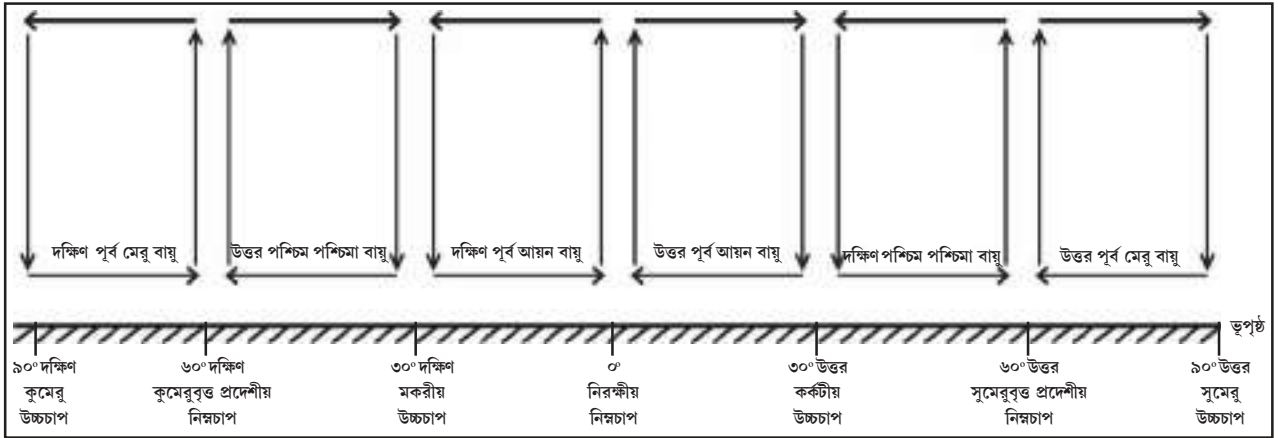 দক্ষিণ পূর্ব মেরু বায়ু
উত্তর পশ্চিম পশ্চিমা বায়ু
দক্ষিণ পূর্ব আয়ন বায়ু
উত্তর পূর্ব আয়ন বায়ু
দক্ষিণ পশ্চিম পশ্চিমা বায়ু
উত্তর পূর্ব মেরু বায়ু
ভূপৃষ্ঠ
৯০° দক্ষিণ
কুমেরু
উচ্চচাপ
৬০° দক্ষিণ
কুমেরুবৃত্ত প্রদেশীয়
নিম্নচাপ
৩০° দক্ষিণ
মকরীয়
উচ্চচাপ
০°
নিরক্ষীয়
নিম্নচাপ
৩০° উত্তর
কর্কটীয়
উচ্চচাপ
৬০° উত্তর
সুমেরুবৃত্ত প্রদেশীয়
নিম্নচাপ
৯০° উত্তর
সুমেরু
উচ্চচাপ